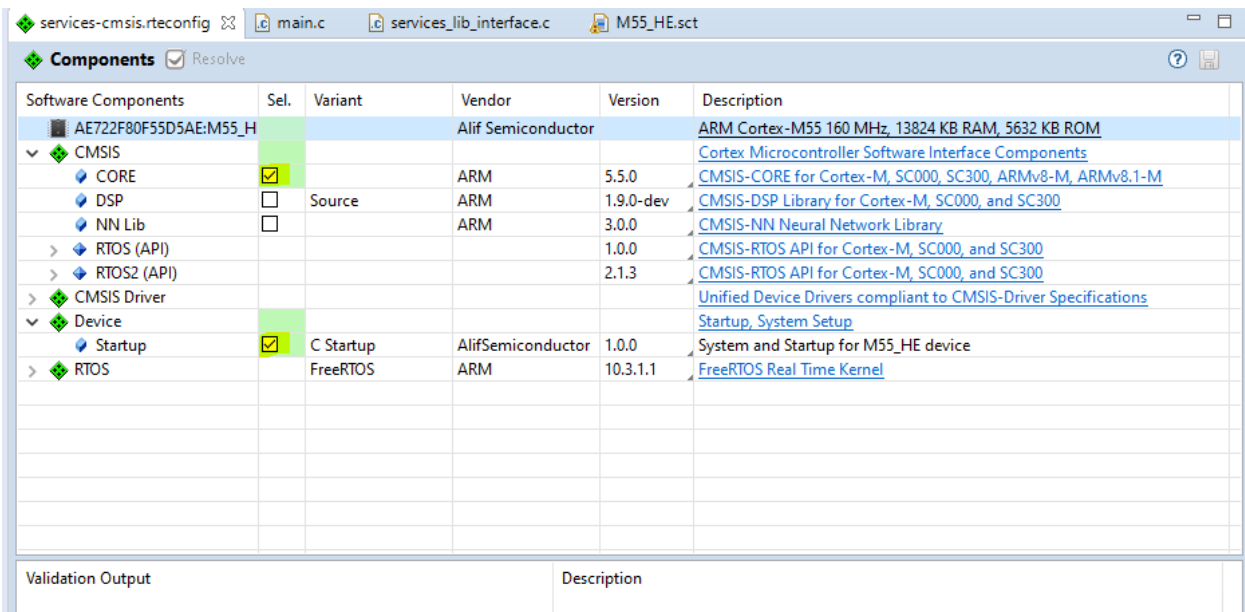 services-cmsis.rteconfig main.c services_lib_interface.c M55_HE.sct
Components Resolve
Software Components Sel. Variant Vendor Version Description
AE722F80F55D5AE:M55_H Alif Semiconductor ARM Cortex-M55 160 MHz, 13824 KB RAM, 5632 KB ROM
CMSIS Cortex Microcontroller Software Interface Components
CORE ARM 5.5.0 CMSIS-CORE for Cortex-M, SC000, SC300, ARMv8-M, ARMv8.1-M
DSP Source ARM 1.9.0-dev CMSIS-DSP Library for Cortex-M, SC000, and SC300
NN Lib ARM 3.0.0 CMSIS-NN Neural Network Library
RTOS (API) 1.0.0 CMSIS-RTOS API for Cortex-M, SC000, and SC300
RTOS2 (API) 2.1.3 CMSIS-RTOS API for Cortex-M, SC000, and SC300
CMSIS Driver Unified Device Drivers compliant to CMSIS-Driver Specifications
Device Startup, System Setup
Startup C Startup AlifSemiconductor 1.0.0 System and Startup for M55_HE device
RTOS FreeRTOS ARM 10.3.1.1 FreeRTOS Real Time Kernel
Validation Output Description